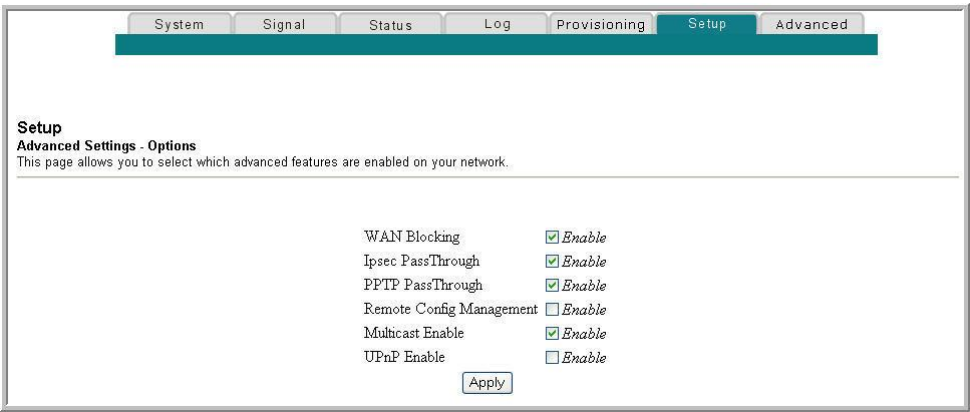 System Signal Status Log Provisioning Setup Advanced
Setup
Advanced Settings - Options
This page allows you to select which advanced features are enabled on your network.
WAN Blocking Enable
Ipsec PassThrough Enable
PPTP PassThrough Enable
Remote Config Management Enable
Multicast Enable Enable
UPnP Enable Enable
Apply